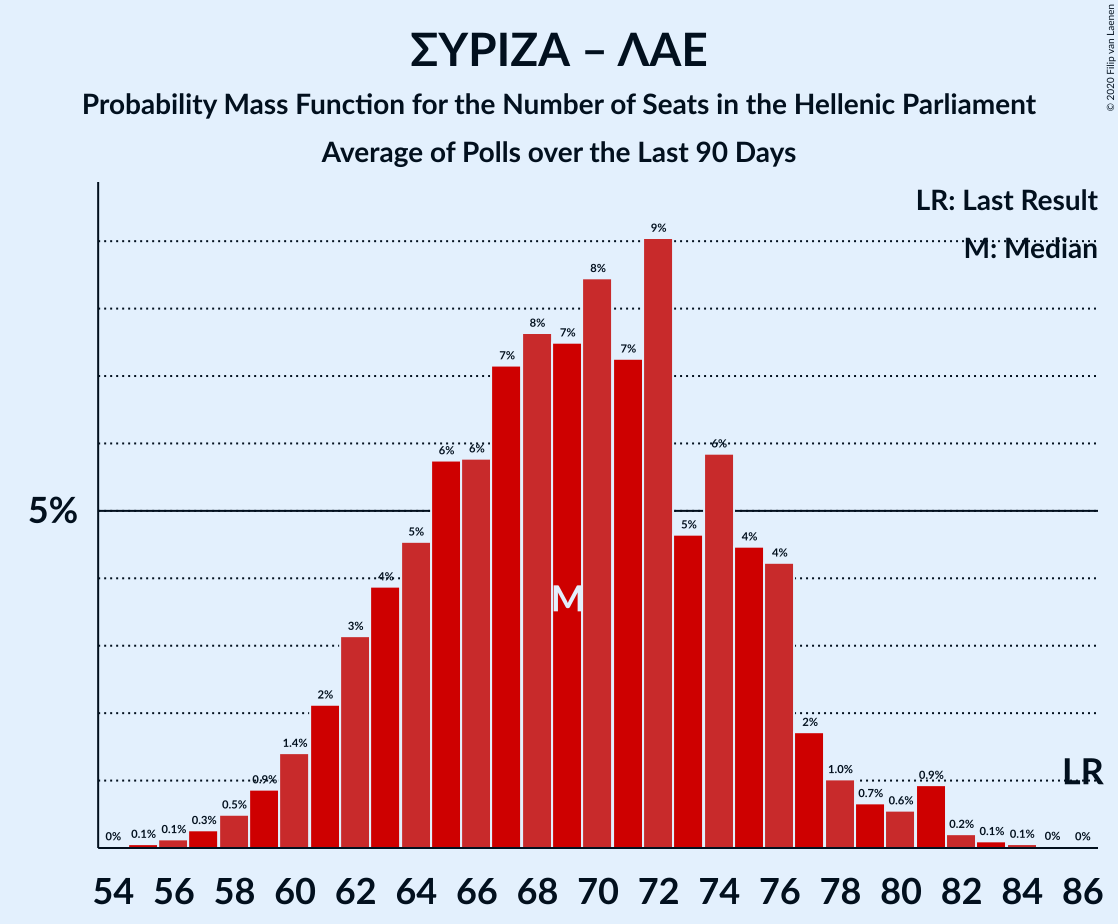 ΣΥΡΙΖΑ – ΛΑΕ
Probability Mass Function for the Number of Seats in the Hellenic Parliament
Average of Polls over the Last 90 Days
© 2020 Filip van Laenen
LR: Last Result
M: Median
5%
0% 0.1% 0.1% 0.3% 0.5% 0.9% 1.4% 2% 3% 4% 5% 6% 6% 7% 8% 7% 8% 7% 9% 5% 6% 4% 4% 2% 1.0% 0.7% 0.6% 0.9% 0.2% 0.1% 0.1% 0% 0%
M
LR
54 56 58 60 62 64 66 68 70 72 74 76 78 80 82 84 86